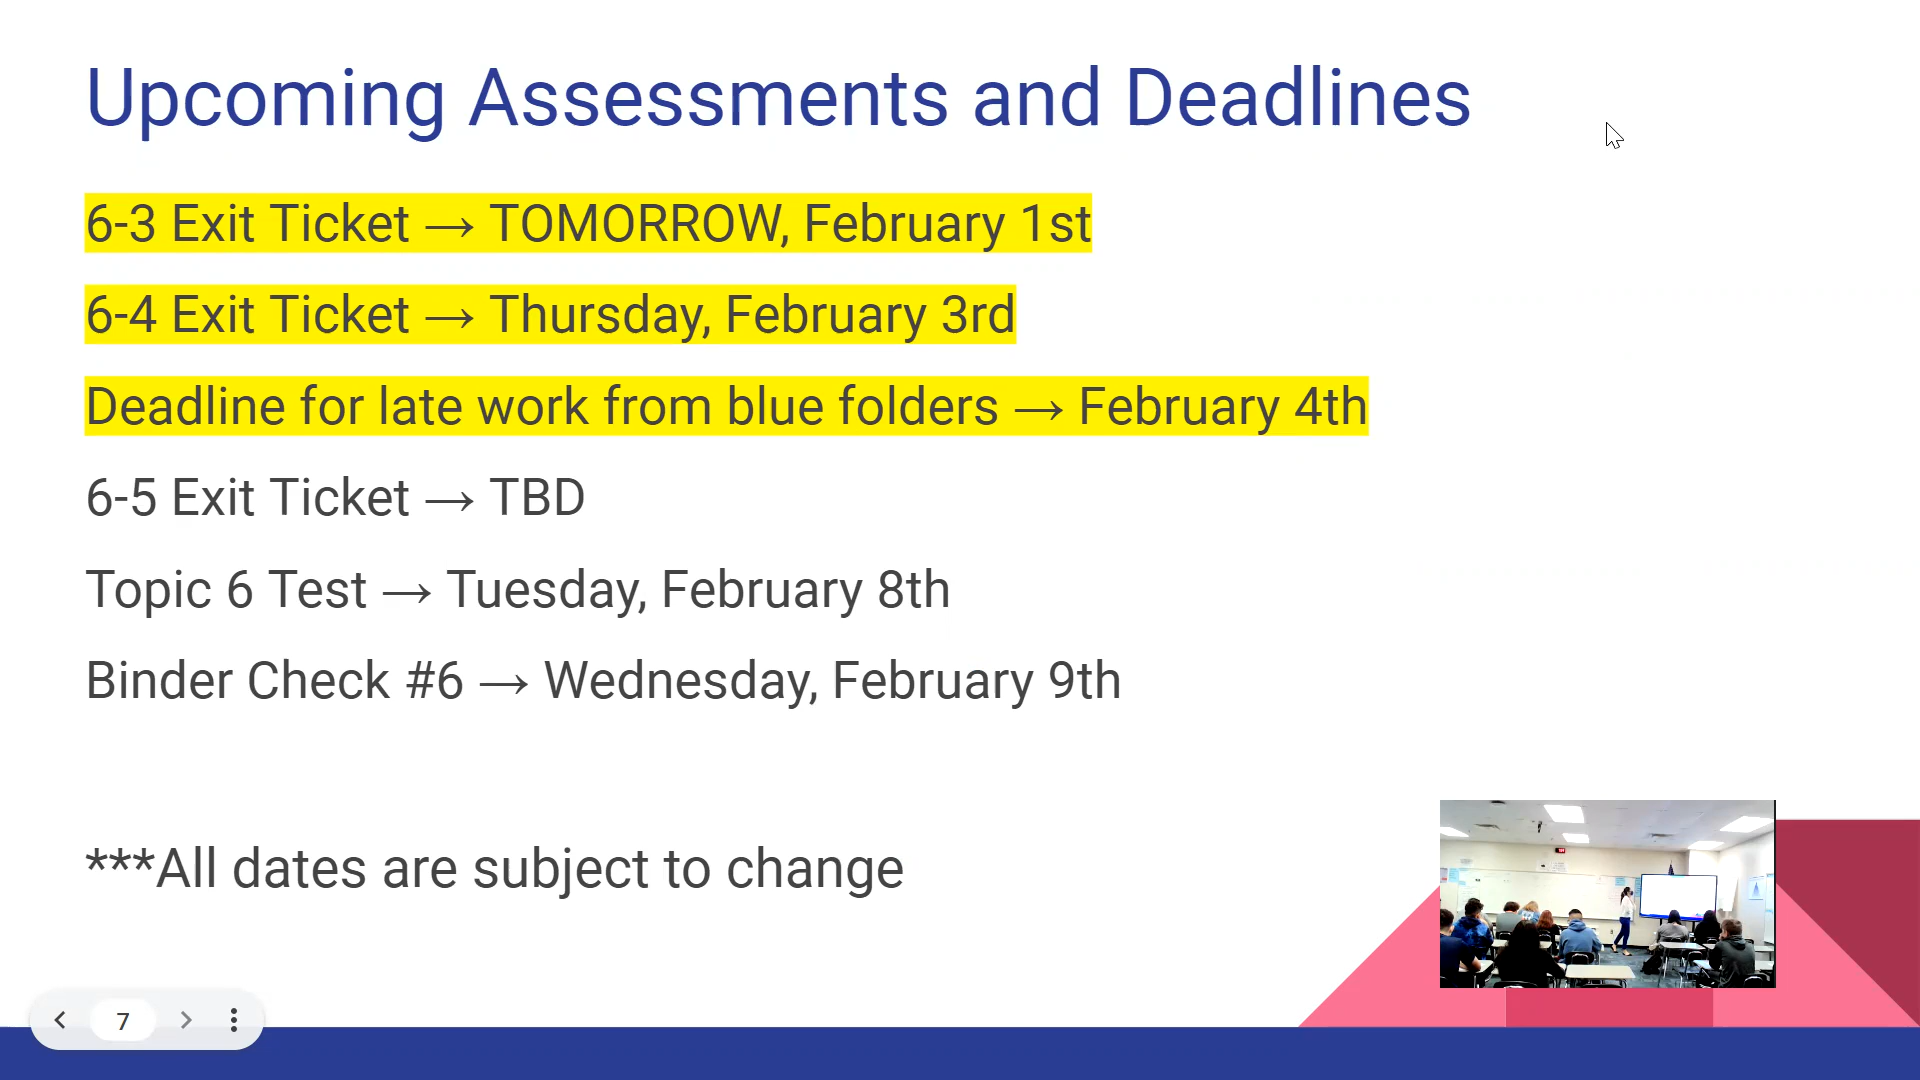 Upcoming Assessments and Deadlines
6-3 Exit Ticket → TOMORROW, February 1st
6-4 Exit Ticket → Thursday, February 3rd
Deadline for late work from blue folders → February 4th
6-5 Exit Ticket → TBD
Topic 6 Test → Tuesday, February 8th
Binder Check #6 → Wednesday, February 9th
***All dates are subject to change
7